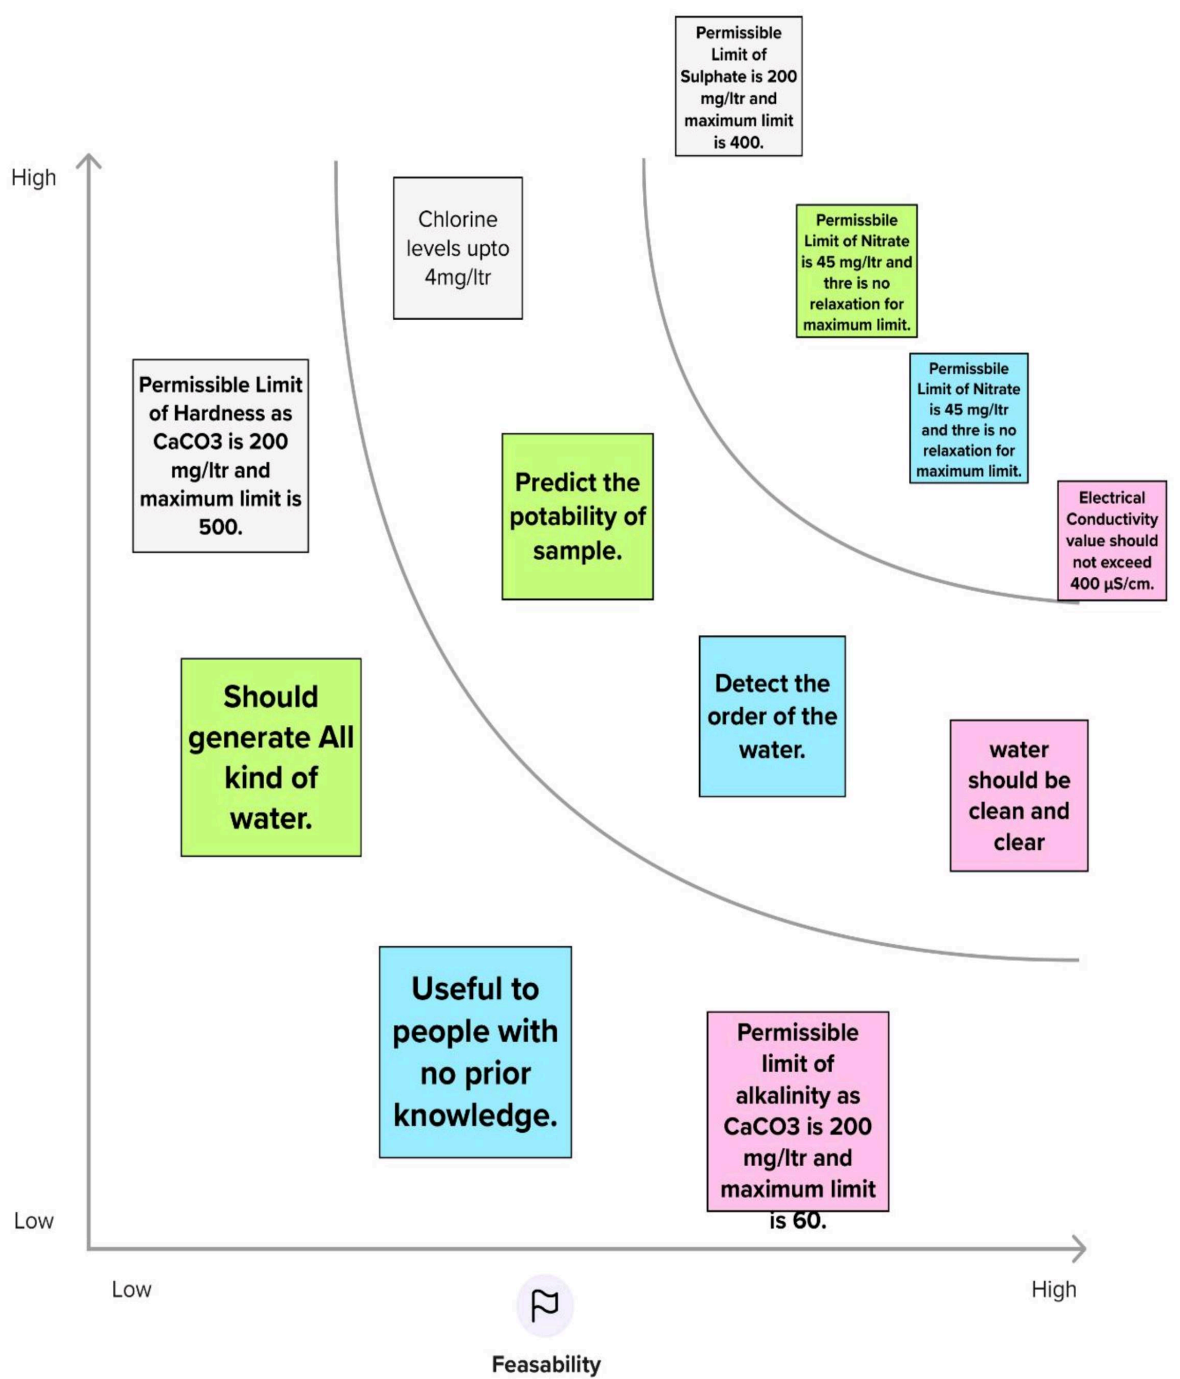 Permissible
Limit of
Sulphate is 200
mg/ltr and
maximum limit
is 400.
High
Chlorine
levels upto
4mg/ltr
Permissbile
Limit of Nitrate
is 45 mg/ltr and
thre is no
relaxation for
maximum limit.
Permissible Limit
of Hardness as
CaCO3 is 200
mg/ltr and
maximum limit is
500.
Permissbile
Limit of Nitrate
is 45 mg/ltr
and thre is no
relaxation for
maximum limit.
Predict the
potability of
sample.
Electrical
Conductivity
value should
not exceed
400 µS/cm.
Should
generate All
kind of
water.
Detect the
order of the
water.
water
should be
clean and
clear
Useful to
people with
no prior
knowledge.
Permissible
limit of
alkalinity as
CaCO3 is 200
mg/ltr and
maximum limit
is 60.
Low
Low
High
Feasability